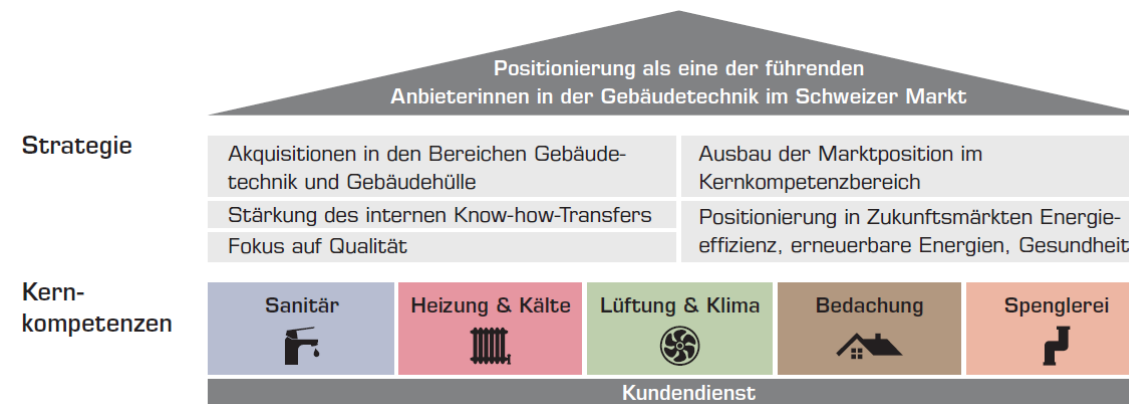 Positionierung als eine der führenden
Anbieterinnen in der Gebäudetechnik im Schweizer Markt
Strategie
Akquisitionen in den Bereichen Gebäude-
technik und Gebäudehülle
Stärkung des internen Know-how-Transfers
Fokus auf Qualität
Ausbau der Marktposition im
Kernkompetenzbereich
Positionierung in Zukunftsmärkten Energie-
effizienz, erneuerbare Energien, Gesundheit
Kern-
kompetenzen
Sanitär
Heizung & Kälte
Lüftung & Klima
Bedachung
Spenglerei
Kundendienst